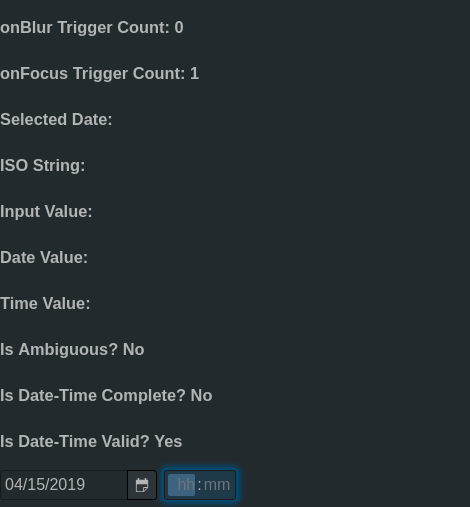 onBlur Trigger Count: 0
onFocus Trigger Count: 1
Selected Date:
ISO String:
Input Value:
Date Value:
Time Value:
Is Ambiguous? No
Is Date-Time Complete? No
Is Date-Time Valid? Yes
04/15/2019 hh:mm